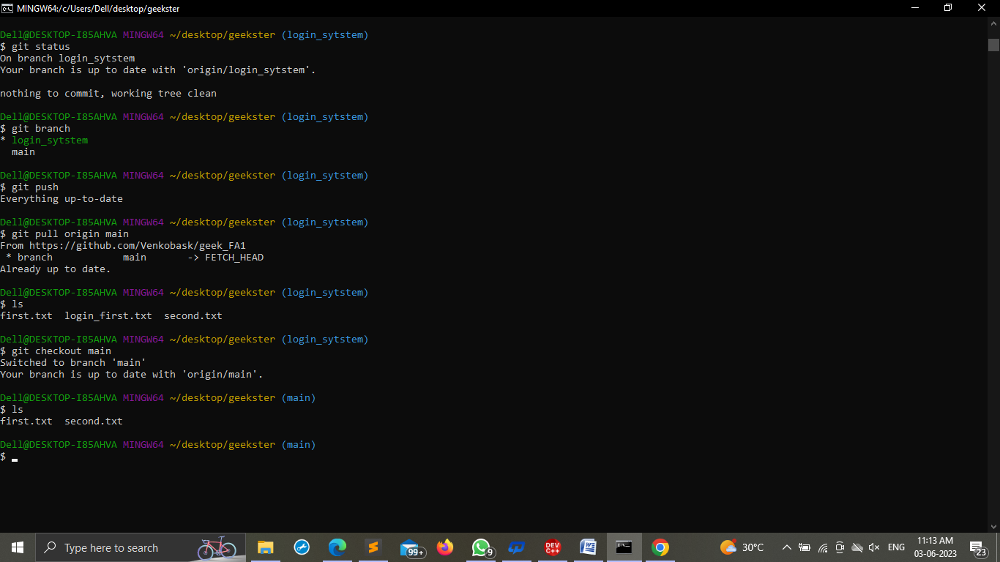 MINGW64:/c/Users/Dell/desktop/geekster
Dell@DESKTOP-I85AHVA MINGW64 ~/desktop/geekster (login_sytstem)
$ git status
On branch login_sytstem
Your branch is up to date with 'origin/login_sytstem'.
nothing to commit, working tree clean
Dell@DESKTOP-I85AHVA MINGW64 ~/desktop/geekster (login_sytstem)
$ git branch
* login_sytstem
  main
Dell@DESKTOP-I85AHVA MINGW64 ~/desktop/geekster (login_sytstem)
$ git push
Everything up-to-date
Dell@DESKTOP-I85AHVA MINGW64 ~/desktop/geekster (login_sytstem)
$ git pull origin main
From https://github.com/Venkobask/geek_FA1
 * branch            main       -> FETCH_HEAD
Already up to date.
Dell@DESKTOP-I85AHVA MINGW64 ~/desktop/geekster (login_sytstem)
$ ls
first.txt  login_first.txt  second.txt
Dell@DESKTOP-I85AHVA MINGW64 ~/desktop/geekster (login_sytstem)
$ git checkout main
Switched to branch 'main'
Your branch is up to date with 'origin/main'.
Dell@DESKTOP-I85AHVA MINGW64 ~/desktop/geekster (main)
$ ls
first.txt  second.txt
Dell@DESKTOP-I85AHVA MINGW64 ~/desktop/geekster (main)
$
Type here to search
99+
9
DEV
C++
30°C
ENG
11:13 AM
03-06-2023
23